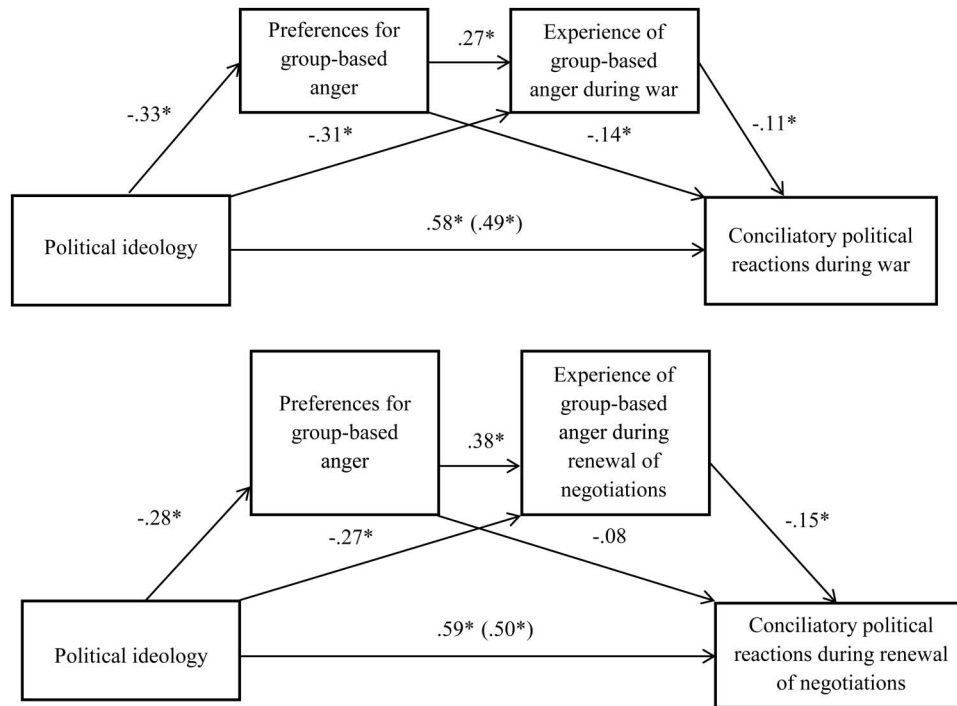 Preferences for
group-based
anger
.27*
Experience of
group-based
anger during war
-.33*
-.31*
-.14*
-.11*
Political ideology
.58* (.49*)
Conciliatory political
reactions during war
Preferences for
group-based
anger
.38*
Experience of
group-based
anger during
renewal of
negotiations
-.28*
-.27*
-.08
-.15*
Political ideology
.59* (.50*)
Conciliatory political
reactions during renewal
of negotiations